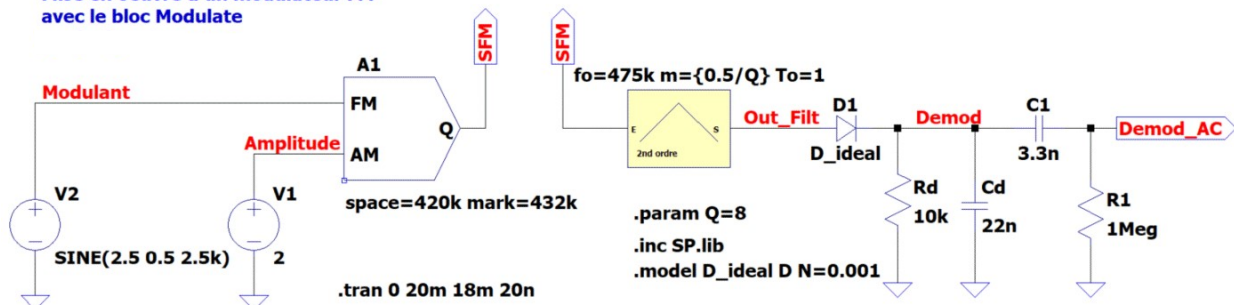 avec le bloc Modulate
A1
SFM
SFM
fo=475k m={0.5/Q} To=1
Modulant
FM
Q
E
S
2nd ordre
Out_Filt
D1
D_ideal
Demod
C1
3.3n
Demod_AC
Amplitude
AM
V2
V1
space=420k mark=432k
.param Q=8
Rd
10k
Cd
22n
R1
1Meg
SINE(2.5 0.5 2.5k)
2
.inc SP.lib
.model D_ideal D N=0.001
.tran 0 20m 18m 20n